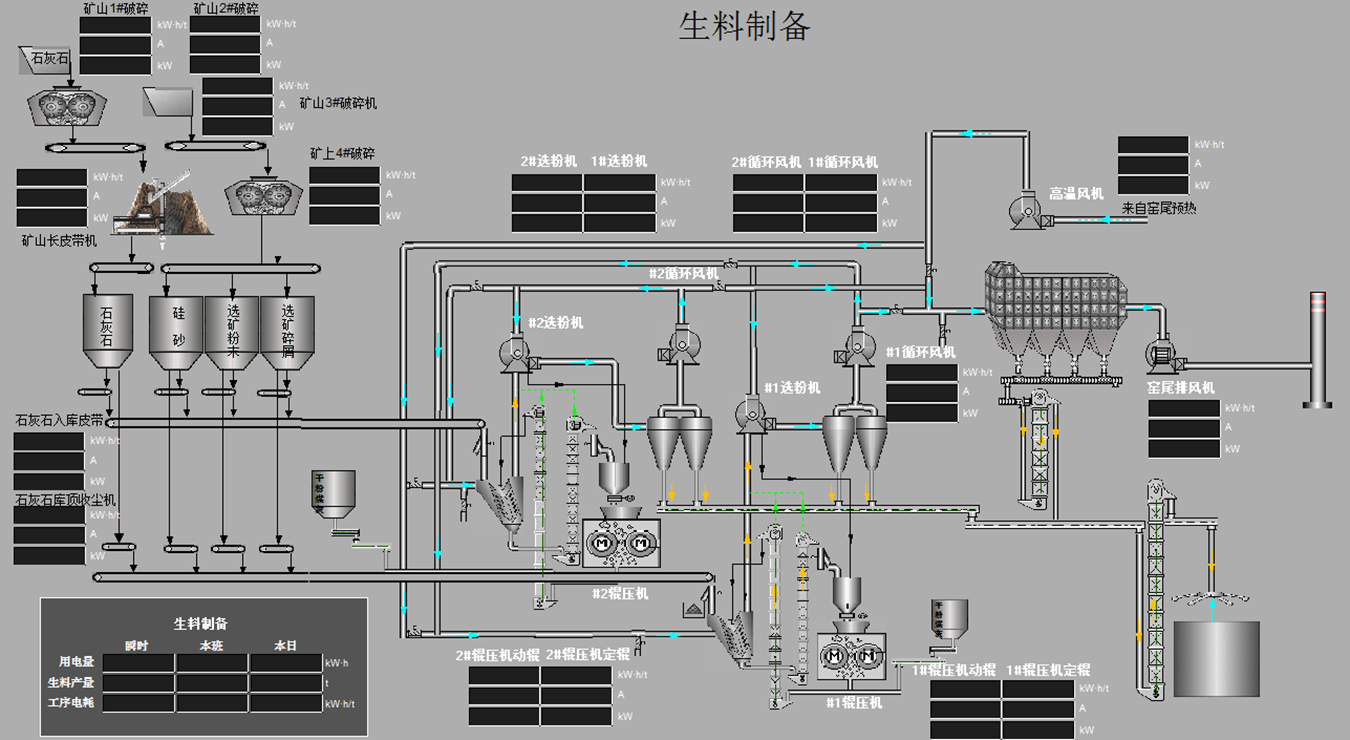 生料制备
矿山1#破碎
矿山2#破碎
kW·h/t
A
kW
kW·h/t
A
kW
石灰石
kW·h/t
A
kW
矿山3#破碎机
矿上4#破碎
kW·h/t
A
kW
kW·h/t
A
kW
矿山长皮带机
2#选粉机 1#选粉机
kW·h/t
A
kW
2#循环风机 1#循环风机
kW·h/t
A
kW
kW·h/t
A
kW
高温风机
来自窑尾预热
#2循环风机
#2选粉机
石灰石
硅砂
选矿粉末
选矿碎屑
#1循环风机
kW·h/t
A
kW
#1选粉机
窑尾排风机
kW·h/t
A
kW
石灰石入库皮带
kW·h/t
A
kW
石灰石库顶收尘机
kW·h/t
A
kW
M M
#2辊压机
M M
#1辊压机
2#辊压机动辊 2#辊压机定辊
kW·h/t
A
kW
1#辊压机动辊 1#辊压机定辊
kW·h/t
A
kW
生料制备
瞬时 本班 本日
用电量 kW·h
生料产量 t
工序电耗 kW·h/t